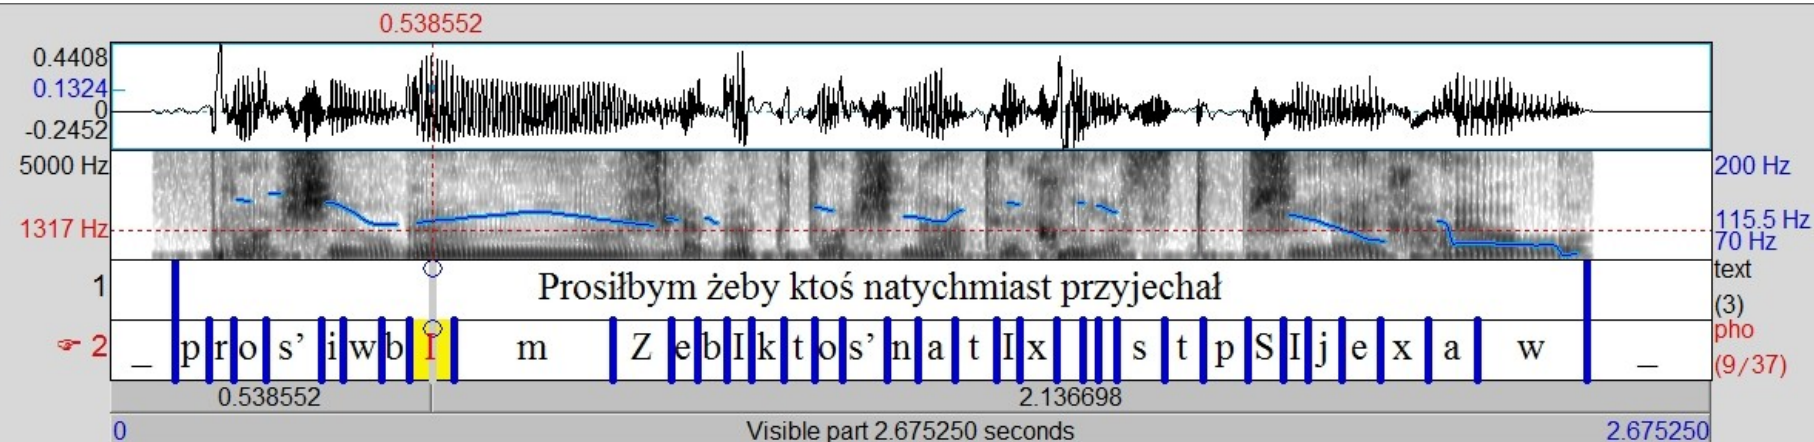 0.538552
0.4408
0.1324
0
-0.2452
5000 Hz
200 Hz
1317 Hz
115.5 Hz
70 Hz
1
Prosiłbym żeby ktoś natychmiast przyjechał
text
(3)
☞ 2
_ p r o s' i w b I m Z e b I k t o s' n a t I x s t p S I j e x a w _
pho
(9/37)
0.538552 2.136698
0 Visible part 2.675250 seconds 2.675250